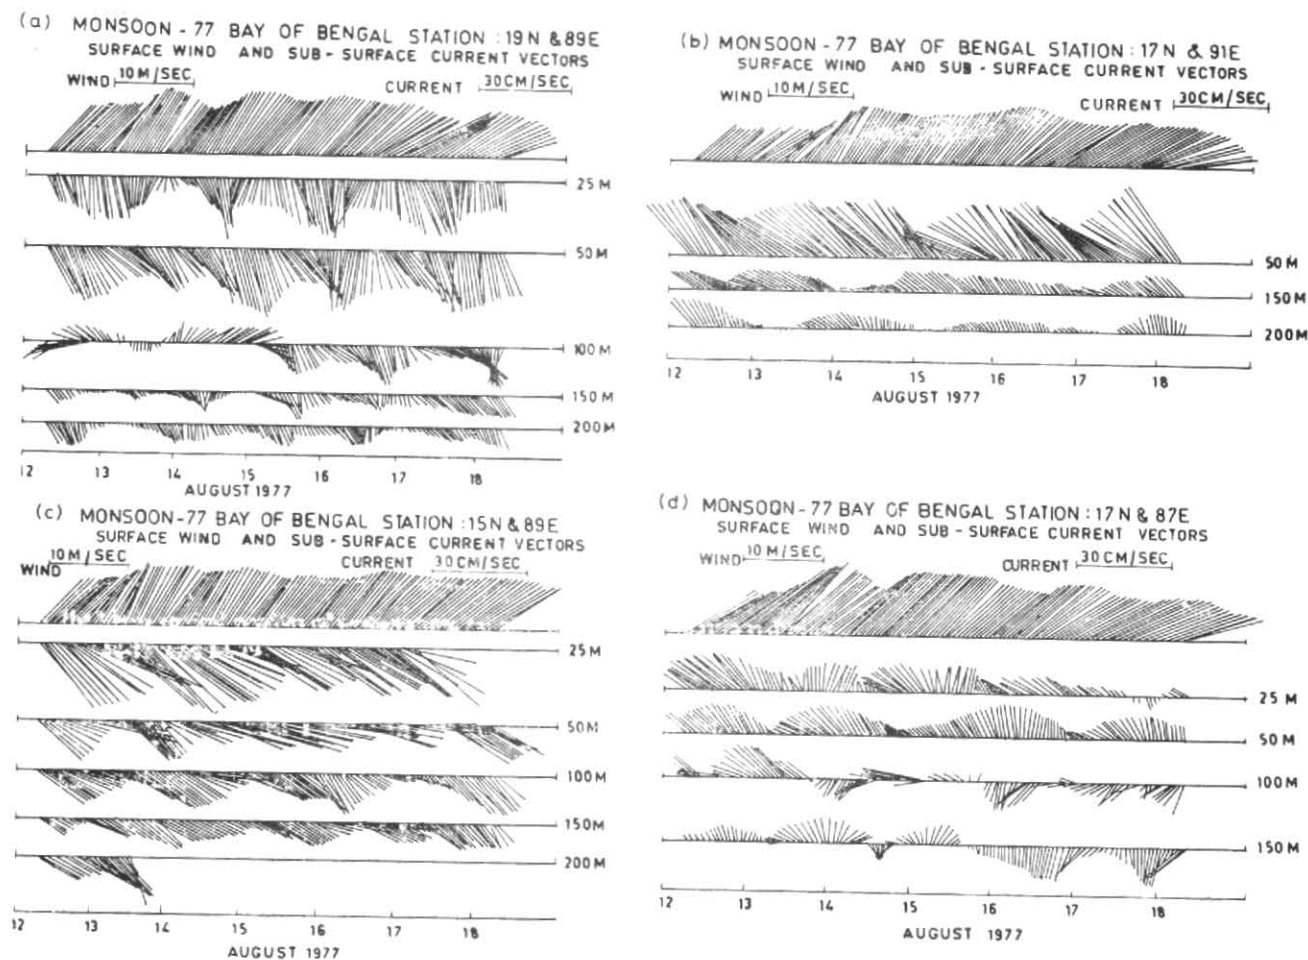 (a) MONSOON - 77 BAY OF BENGAL STATION : 19 N & 89E
SURFACE WIND AND SUB - SURFACE CURRENT VECTORS
WIND 10 M/SEC
CURRENT 30 CM/SEC
25 M
50 M
100 M
150 M
200 M
12 13 14 15 16 17 18
AUGUST 1977
(b) MONSOON - 77 BAY OF BENGAL STATION : 17 N & 91E
SURFACE WIND AND SUB - SURFACE CURRENT VECTORS
WIND 10 M/SEC
CURRENT 30CM/SEC
50 M
150 M
200 M
12 13 14 15 16 17 18
AUGUST 1977
(c) MONSOON - 77 BAY OF BENGAL STATION : 15 N & 89E
SURFACE WIND AND SUB - SURFACE CURRENT VECTORS
10 M / SEC
WIND
CURRENT 30 CM/SEC
25 M
50 M
100 M
150 M
200 M
12 13 14 15 16 17 18
AUGUST 1977
(d) MONSOON - 77 BAY OF BENGAL STATION : 17 N & 87E
SURFACE WIND AND SUB - SURFACE CURRENT VECTORS
WIND 10 M/SEC
CURRENT 30 CM/SEC
25 M
50 M
100 M
150 M
12 13 14 15 16 17 18
AUGUST 1977